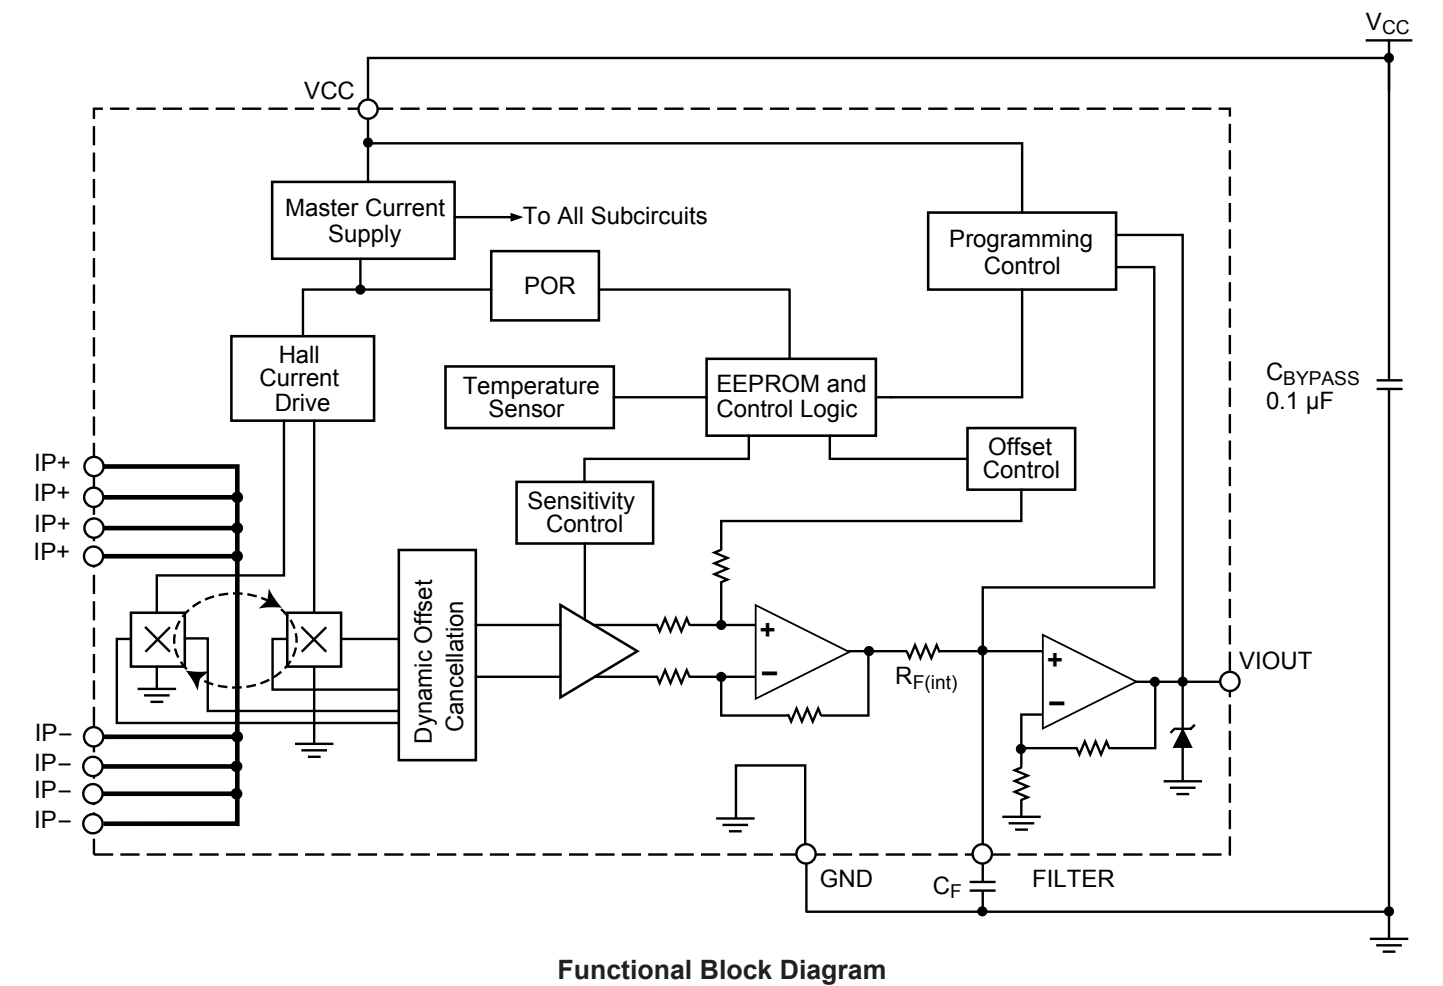 VCC
VCC
Master Current
Supply
To All Subcircuits
Programming
Control
POR
Hall
Current
Drive
Temperature
Sensor
EEPROM and
Control Logic
CBYPASS
0.1 µF
Offset
Control
IP+
IP+
IP+
IP+
Sensitivity
Control
Dynamic Offset
Cancellation
+
–
RF(int)
+
–
VIOUT
IP–
IP–
IP–
IP–
GND
CF
FILTER
Functional Block Diagram